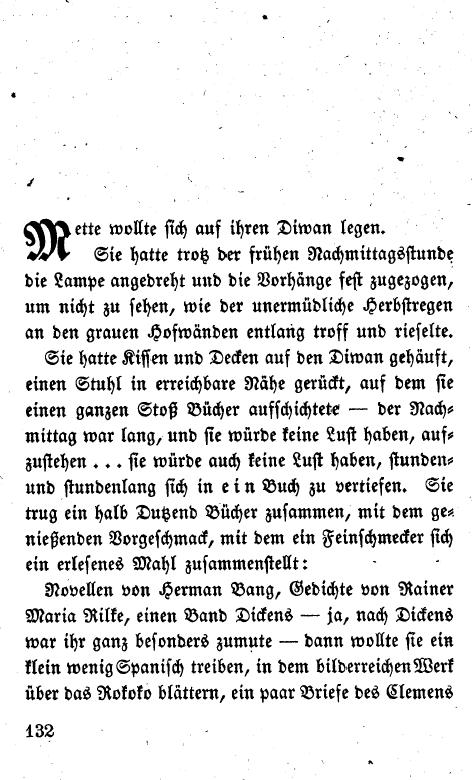 Mette wollte sich auf ihren Diwan legen.
Sie hatte trotz der frühen Nachmittagsstunde
die Lampe angedreht und die Vorhänge fest zugezogen,
um nicht zu sehen, wie der unermüdliche Herbstregen
an den grauen Hofwänden entlang troff und rieselte.
Sie hatte Kissen und Decken auf den Diwan gehäuft,
einen Stuhl in erreichbare Nähe gerückt, auf dem sie
einen ganzen Stoß Bücher aufschichtete — der Nach-
mittag war lang, und sie würde keine Lust haben, auf-
zustehen ... sie würde auch keine Lust haben, stunden-
und stundenlang sich in ein Buch zu vertiefen. Sie
trug ein halb Dutzend Bücher zusammen, mit dem ge-
nießenden Vorgeschmack, mit dem ein Feinschmecker sich
ein erlesenes Mahl zusammenstellt:
Novellen von Herman Bang, Gedichte von Rainer
Maria Rilke, einen Band Dickens — ja, nach Dickens
war ihr ganz besonders zumute — dann wollte sie ein
klein wenig Spanisch treiben, in dem bilderreichen Werk
über das Rokoko blättern, ein paar Briefe des Clemens
132